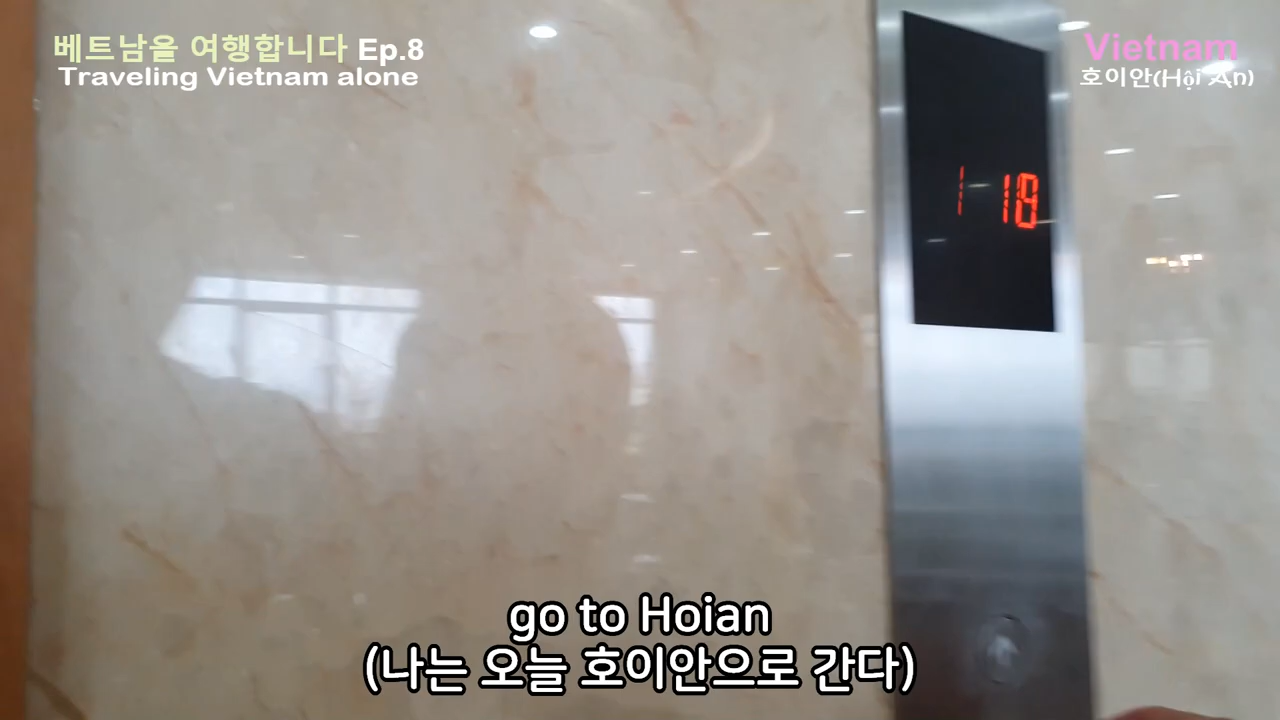 베트남을 여행합니다 Ep.8
Traveling Vietnam alone
Vietnam
호이안(Hội An)
18
go to Hoian
(나는 오늘 호이안으로 간다)